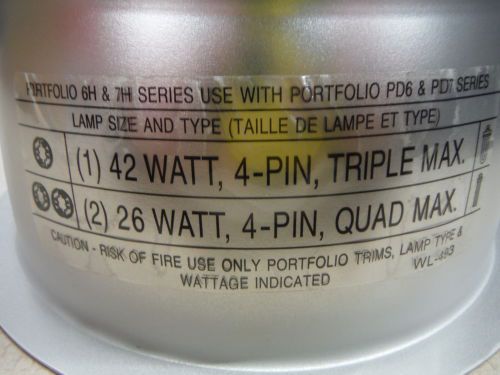 PORTFOLIO 6H & 7H SERIES USE WITH PORTFOLIO PD6 & PD7 SERIES
LAMP SIZE AND TYPE (TAILLE DE LAMPE ET TYPE)
(1) 42 WATT, 4-PIN, TRIPLE MAX.
(2) 26 WATT, 4-PIN, QUAD MAX.
CAUTION - RISK OF FIRE USE ONLY PORTFOLIO TRIMS, LAMP TYPE &
WATTAGE INDICATED
WL-493